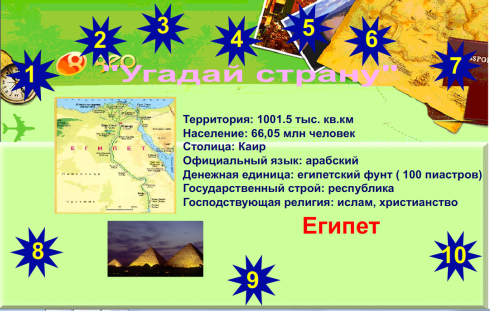 1
2
3
4
5
6
7
"Угадай страну"
ЕГИПЕТ
Территория: 1001.5 тыс. кв.км
Население: 66,05 млн человек
Столица: Каир
Официальный язык: арабский
Денежная единица: египетский фунт ( 100 пиастров)
Государственный строй: республика
Господствующая религия: ислам, христианство
Египет
8
9
10